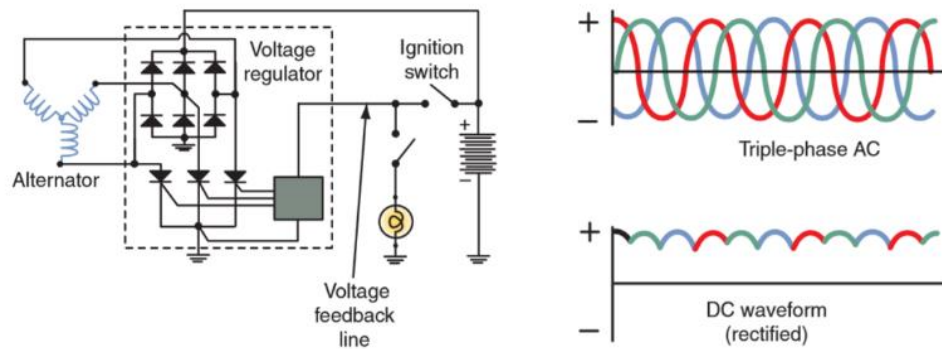 Voltage
regulator
Ignition
switch
+
−
Alternator
Voltage
feedback
line
+
−
Triple-phase AC
+
−
DC waveform
(rectified)